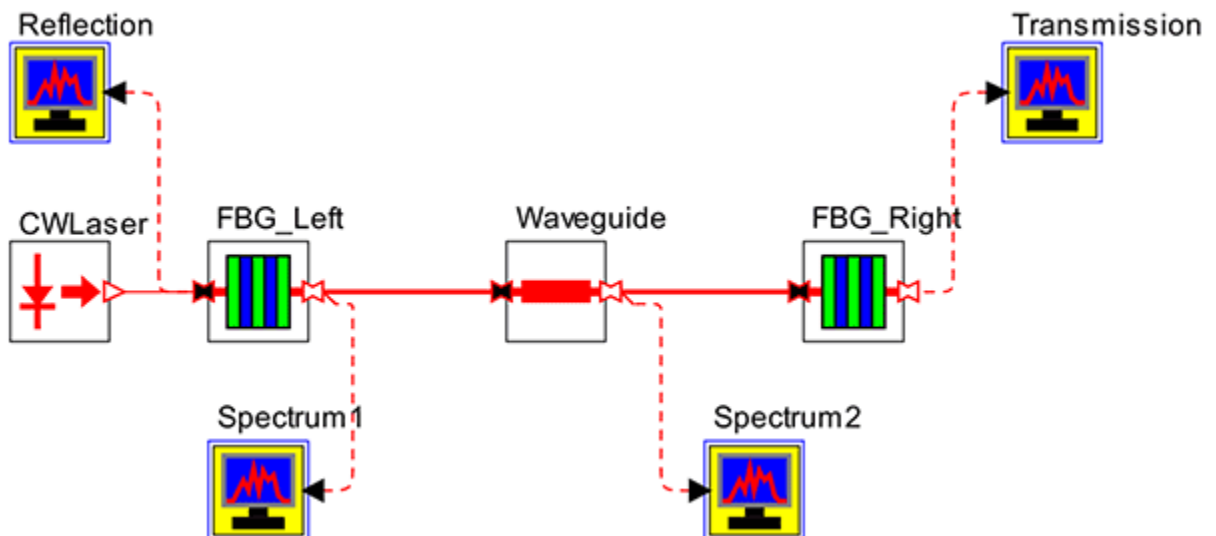 Reflection
Transmission
CWLaser
FBG_Left
Waveguide
FBG_Right
Spectrum1
Spectrum2